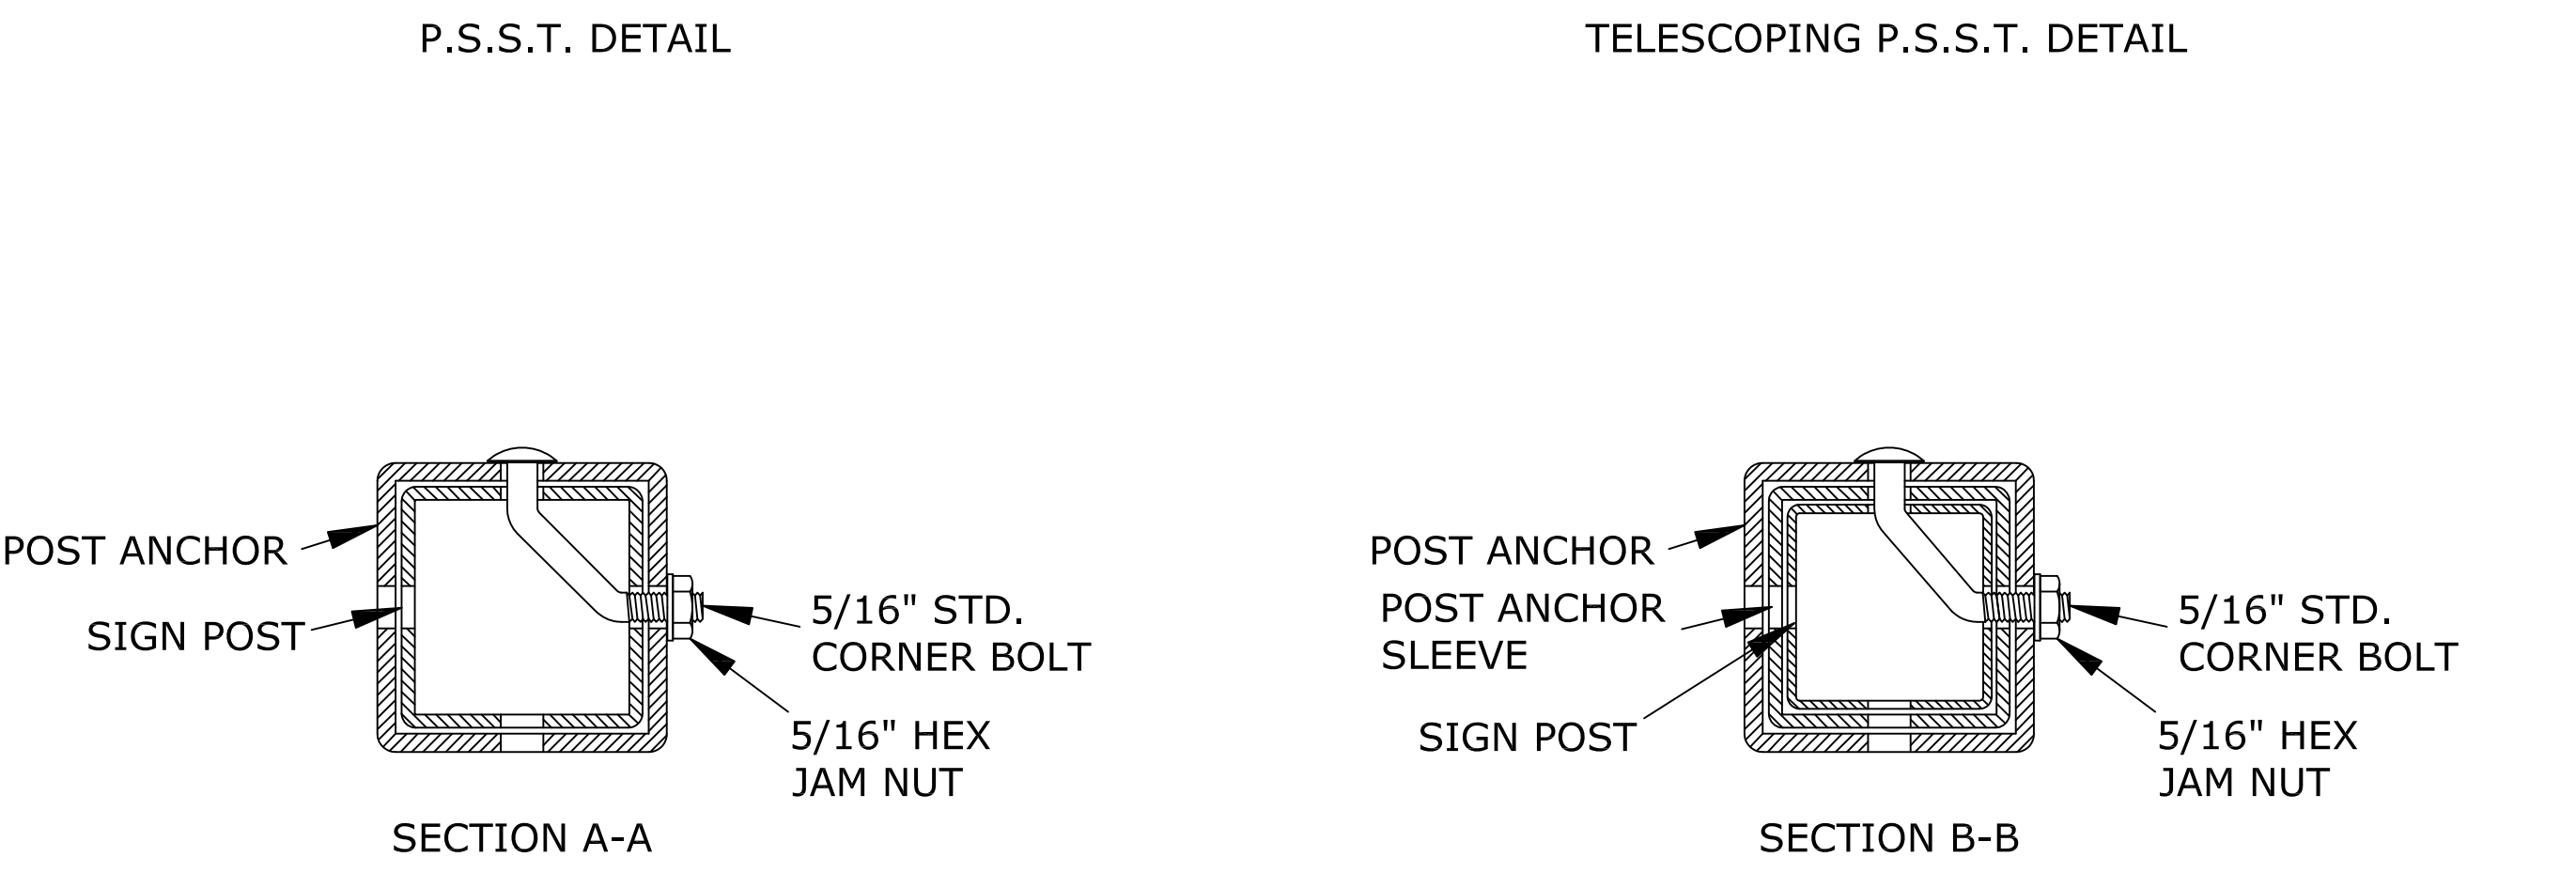 P.S.S.T. DETAIL
POST ANCHOR
SIGN POST
5/16" STD.
CORNER BOLT
5/16" HEX
JAM NUT
SECTION A-A
TELESCOPING P.S.S.T. DETAIL
POST ANCHOR
POST ANCHOR
SLEEVE
SIGN POST
5/16" STD.
CORNER BOLT
5/16" HEX
JAM NUT
SECTION B-B